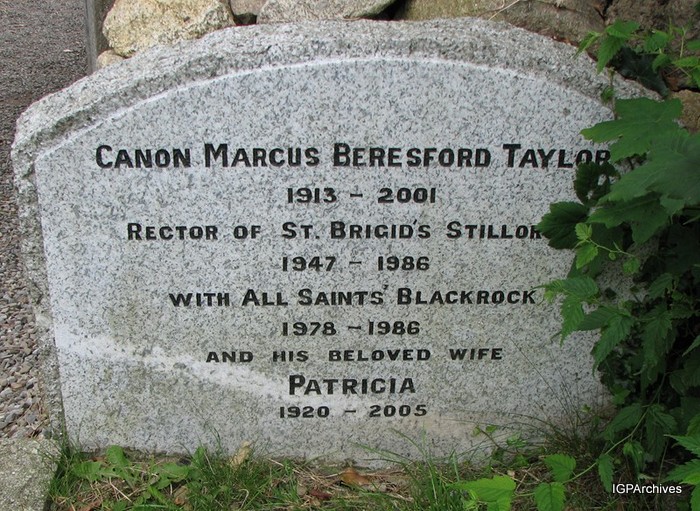 CANON MARCUS BERESFORD TAYLOR
1913 - 2001
RECTOR OF ST. BRIGID'S
1947 - 1986
WITH ALL SAINTS' BLACKROCK
1978 - 1986
AND HIS BELOVED WIFE
PATRICIA
1920 - 2005
IGPArchives